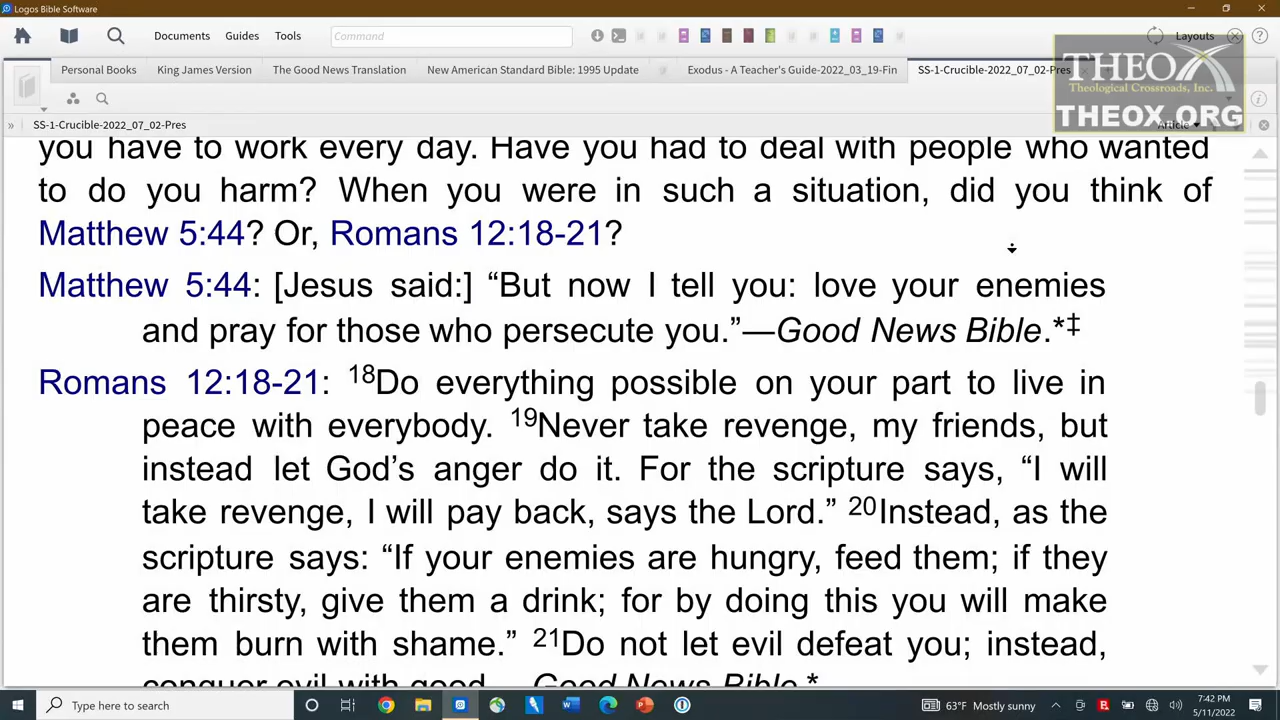 Logos Bible Software
Documents Guides Tools Command Layouts
Personal Books King James Version The Good News New American Standard Bible: 1995 Update Exodus - A Teacher's Guide-2022_03_19-Fin SS-1-Crucible-2022_07_02-Pres
THEOX
Theological Crossroads, Inc.
THEOX.ORG
SS-1-Crucible-2022_07_02-Pres Article
you have to work every day. Have you had to deal with people who wanted
to do you harm? When you were in such a situation, did you think of
Matthew 5:44? Or, Romans 12:18-21?
Matthew 5:44: [Jesus said:] “But now I tell you: love your enemies
and pray for those who persecute you.”—Good News Bible.*‡
Romans 12:18-21: 18Do everything possible on your part to live in
peace with everybody. 19Never take revenge, my friends, but
instead let God’s anger do it. For the scripture says, “I will
take revenge, I will pay back, says the Lord.” 20Instead, as the
scripture says: “If your enemies are hungry, feed them; if they
are thirsty, give them a drink; for by doing this you will make
them burn with shame.” 21Do not let evil defeat you; instead,
conquer evil with good.—Good News Bible.*
Type here to search 63°F Mostly sunny 7:42 PM
5/11/2022